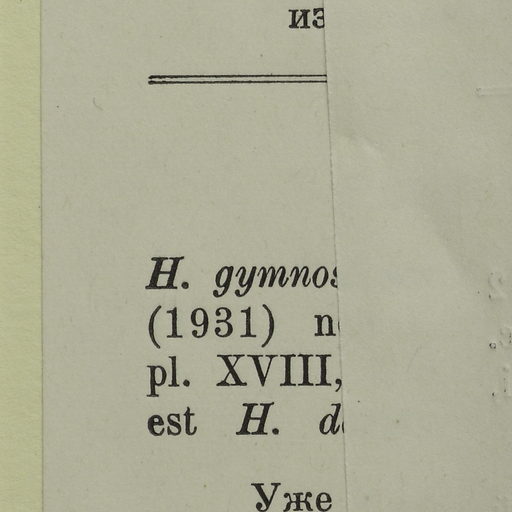 из
H. gymnos
(1931) n
pl. XVIII,
est H. d
Уже